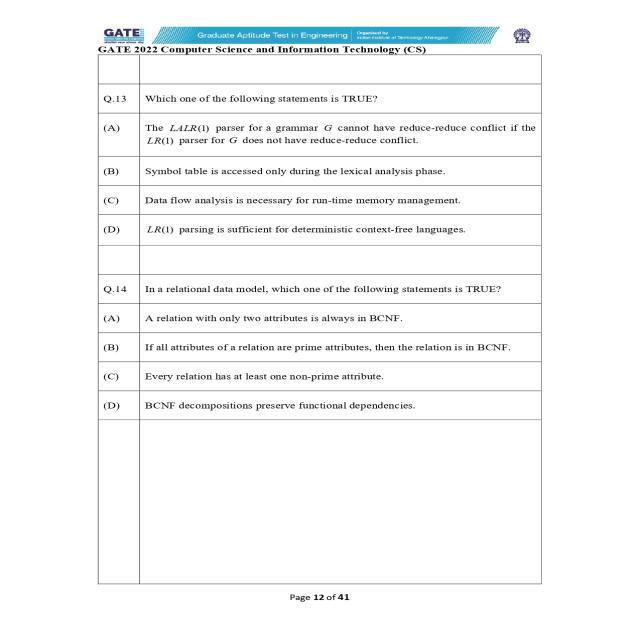 GATE
Graduate Aptitude Test in Engineering
Organised by
Indian Institute of Technology Kharagpur
GATE 2022 Computer Science and Information Technology (CS)
Q.13 Which one of the following statements is TRUE?
(A) The LALR(1) parser for a grammar G cannot have reduce-reduce conflict if the
LR(1) parser for G does not have reduce-reduce conflict.
(B) Symbol table is accessed only during the lexical analysis phase.
(C) Data flow analysis is necessary for run-time memory management.
(D) LR(1) parsing is sufficient for deterministic context-free languages.
Q.14 In a relational data model, which one of the following statements is TRUE?
(A) A relation with only two attributes is always in BCNF.
(B) If all attributes of a relation are prime attributes, then the relation is in BCNF.
(C) Every relation has at least one non-prime attribute.
(D) BCNF decompositions preserve functional dependencies.
Page 12 of 41